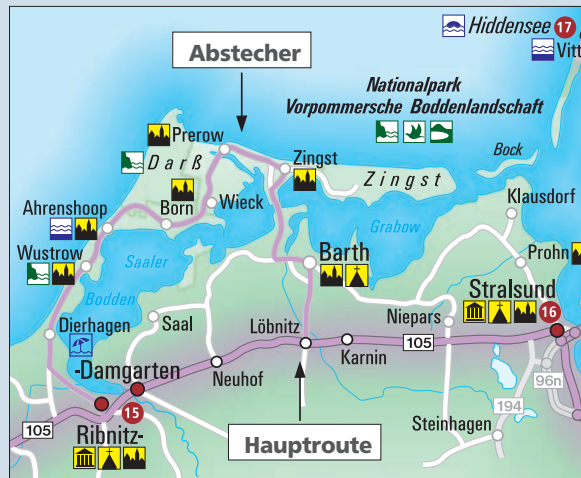 Hiddensee 17
Vitt
Abstecher
Nationalpark
Vorpommersche Boddenlandschaft
Prerow
Darß
Zingst
Zingst
Bock
Klausdorf
Ahrenshoop
Born
Wieck
Grabow
Wustrow
Saaler
Bodden
Barth
Prohn
Stralsund
16
Dierhagen
Saal
Löbnitz
Niepars
105
Karnin
Neuhof
-Damgarten
15
96n
194
105
Ribnitz-
Hauptroute
Steinhagen